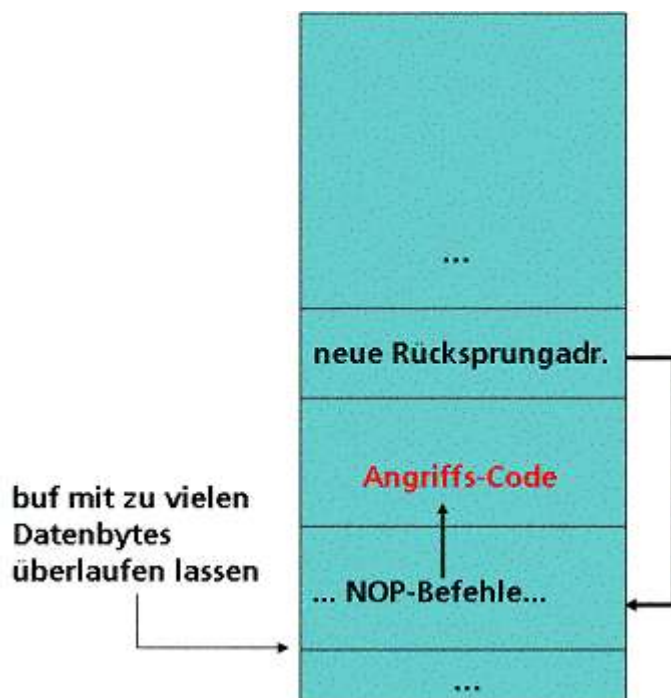 ...
neue Rücksprungadr.
Angriffs-Code
buf mit zu vielen
Datenbytes
überlaufen lassen
... NOP-Befehle...
...